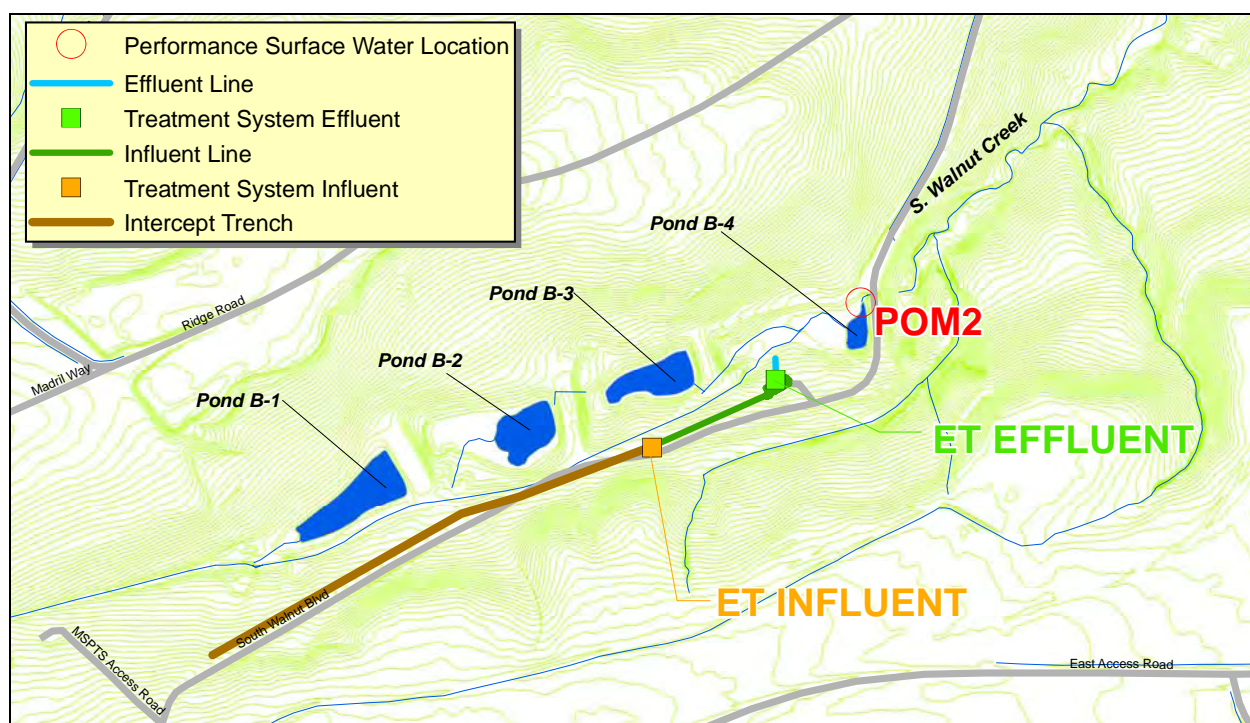 Performance Surface Water Location
Effluent Line
Treatment System Effluent
Influent Line
Treatment System Influent
Intercept Trench
S. Walnut Creek
Pond B-4
Pond B-3
Ridge Road
POM2
Pond B-2
Madril Way
Pond B-1
ET EFFLUENT
ET INFLUENT
South Walnut Blvd
MSPTS Access Road
East Access Road